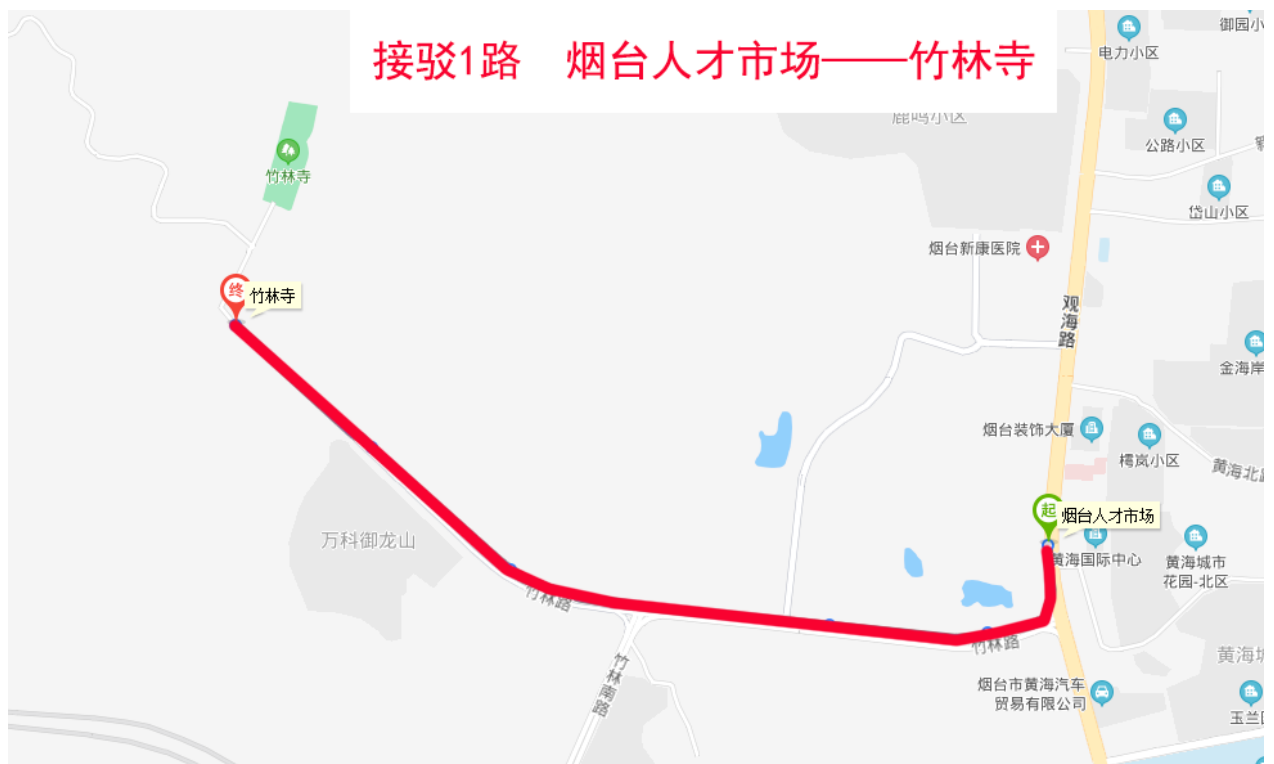 接驳1路 烟台人才市场——竹林寺
御园小
电力小区
鹿鸣小区
公路小区
竹林寺
岱山小区
烟台新康医院
终
竹林寺
观海路
金海岸
烟台装饰大厦
樗岚小区
黄海北路
起
烟台人才市场
万科御龙山
黄海国际中心
黄海城市
花园-北区
竹林路
竹林路
竹林南路
黄海城
烟台市黄海汽车
贸易有限公司
玉兰